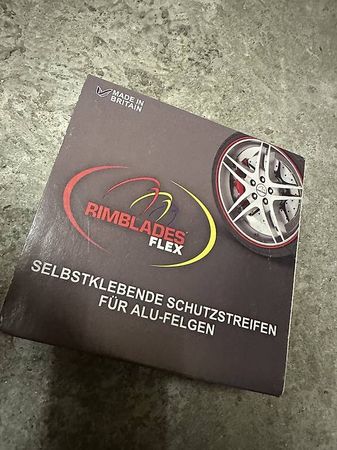 MADE IN
BRITAIN
RIMBLADES
FLEX
SELBSTKLEBENDE SCHUTZSTREIFEN
FÜR ALU-FELGEN